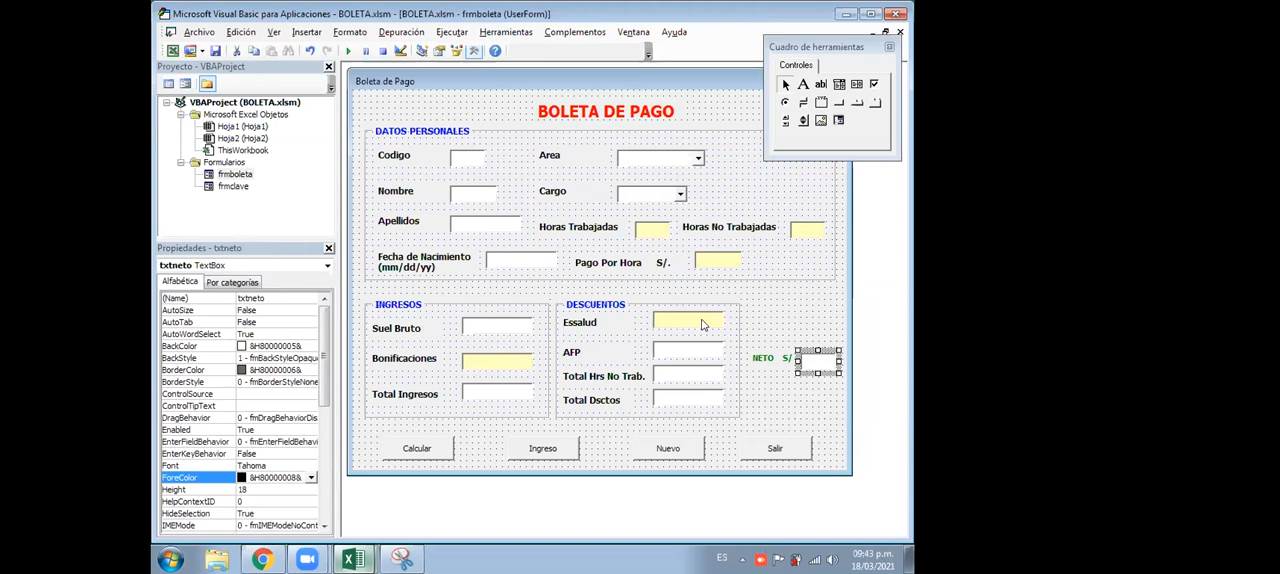 Microsoft Visual Basic para Aplicaciones - BOLETA.xlsm - [BOLETA.xlsm - frmboleta (UserForm)]
Archivo Edición Ver Insertar Formato Depuración Ejecutar Herramientas Complementos Ventana Ayuda
Proyecto - VBAProject
VBAProject (BOLETA.xlsm)
Microsoft Excel Objetos
Hoja1 (Hoja1)
Hoja2 (Hoja2)
ThisWorkbook
Formularios
frmboleta
frmclave
Propiedades - txtneto
txtneto TextBox
Alfabética Por categorías
(Name) txtneto
AutoSize False
AutoTab False
AutoWordSelect True
BackColor &H80000005&
BackStyle 1 - fmBackStyleOpaqu
BorderColor &H80000006&
BorderStyle 0 - fmBorderStyleNone
ControlSource
ControlTipText
DragBehavior 0 - fmDragBehaviorDis
Enabled True
EnterFieldBehavior 0 - fmEnterFieldBehavi
EnterKeyBehavior False
Font Tahoma
ForeColor &H80000008&
Height 18
HelpContextID 0
HideSelection True
IMEMode 0 - fmIMEModeNoCont
Boleta de Pago
BOLETA DE PAGO
DATOS PERSONALES
Codigo Area
Nombre Cargo
Apellidos Horas Trabajadas Horas No Trabajadas
Fecha de Nacimiento
(mm/dd/yy) Pago Por Hora S/.
INGRESOS
Suel Bruto
Bonificaciones
Total Ingresos
DESCUENTOS
Essalud
AFP
Total Hrs No Trab.
Total Dsctos
NETO S/
Calcular Ingreso Nuevo Salir
Cuadro de herramientas
Controles
A ab
ES
09:43 p.m.
18/03/2021